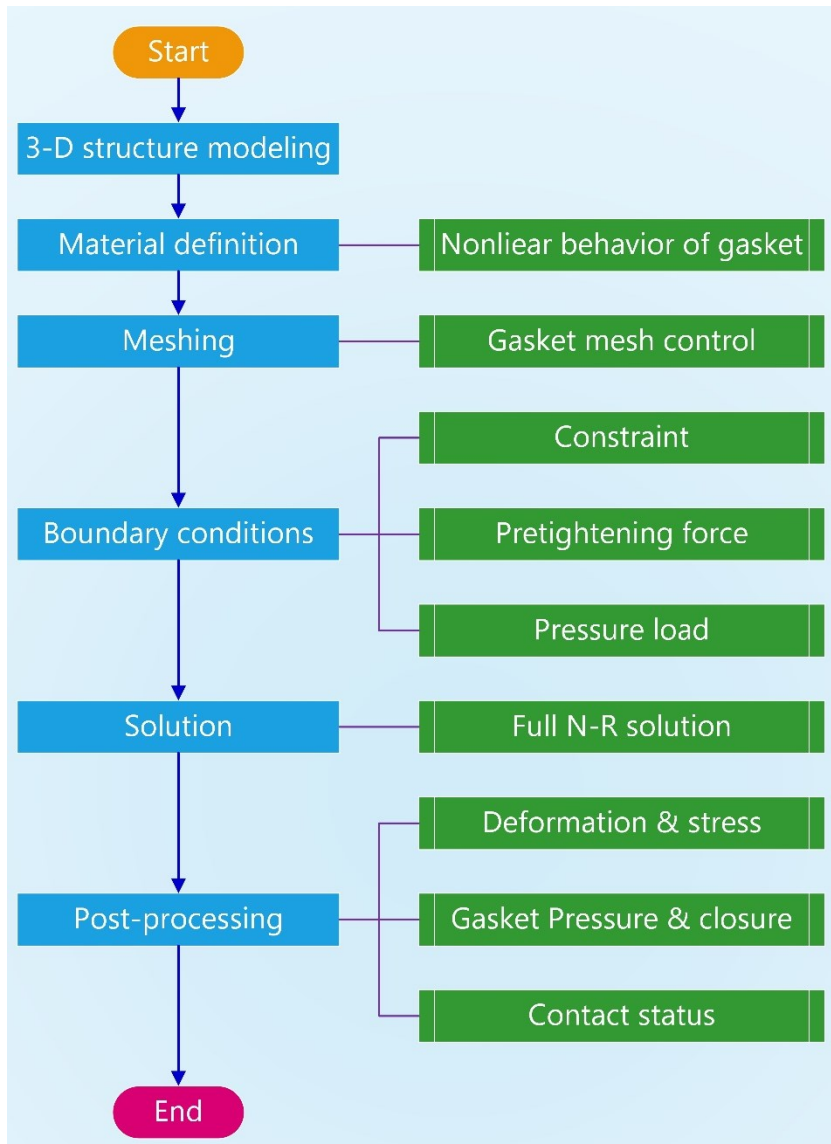 Start
3-D structure modeling
Material definition
Nonliear behavior of gasket
Meshing
Gasket mesh control
Constraint
Boundary conditions
Pretightening force
Pressure load
Solution
Full N-R solution
Deformation & stress
Post-processing
Gasket Pressure & closure
Contact status
End